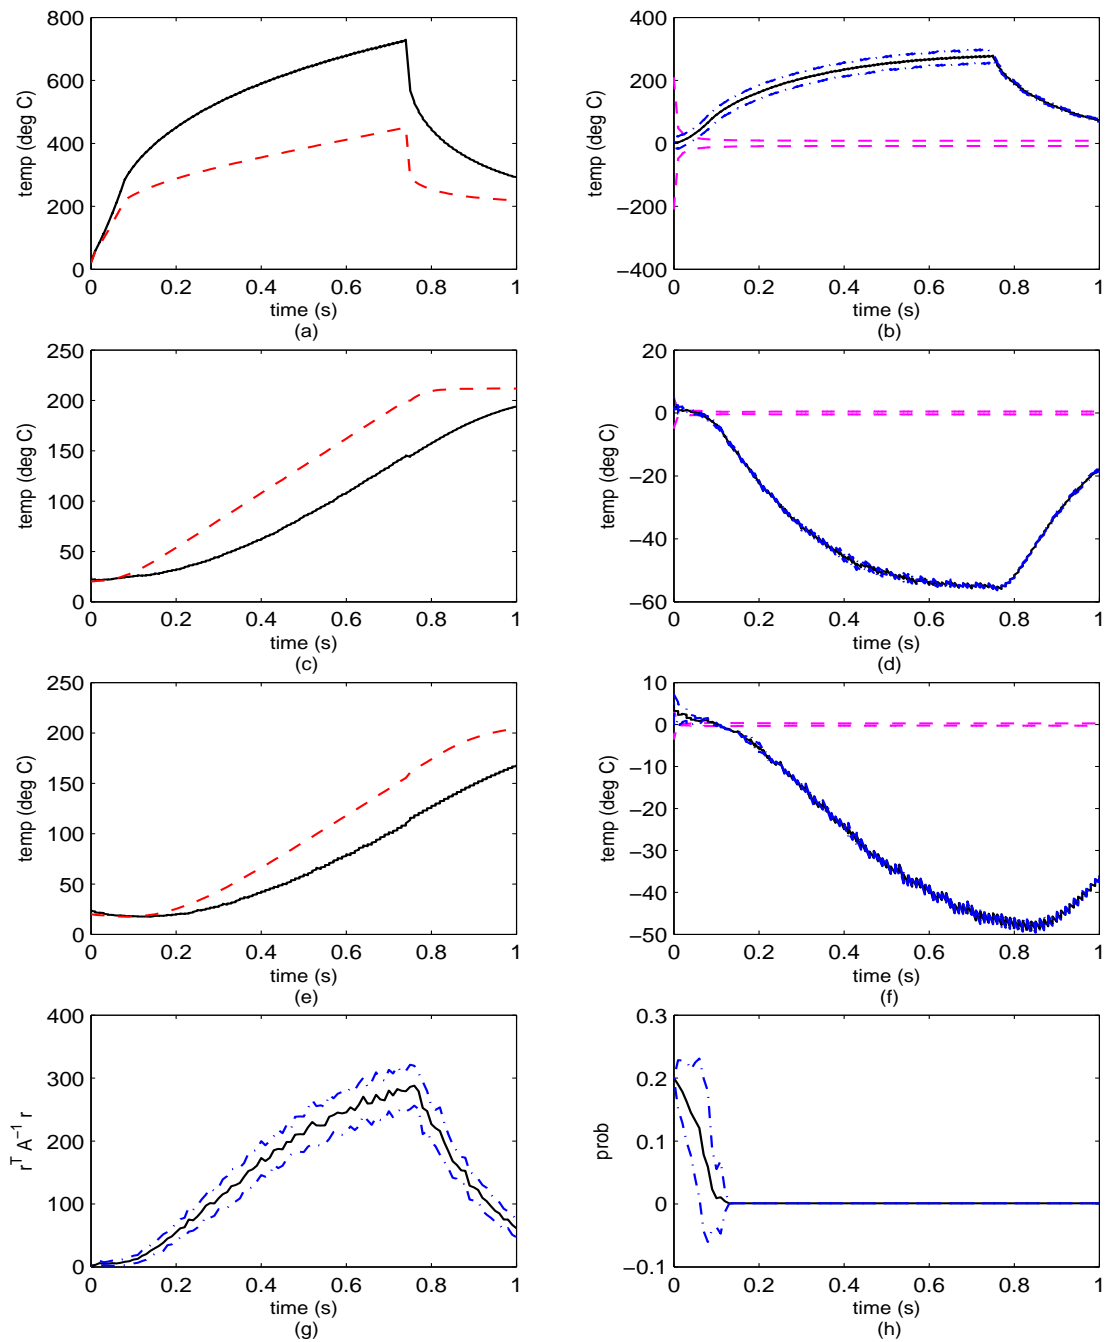 800
600
400
200
0
temp (deg C)
0 0.2 0.4 0.6 0.8 1
time (s)
(a)
400
200
0
−200
−400
temp (deg C)
0 0.2 0.4 0.6 0.8 1
time (s)
(b)
250
200
150
100
50
0
temp (deg C)
0 0.2 0.4 0.6 0.8 1
time (s)
(c)
20
0
−20
−40
−60
temp (deg C)
0 0.2 0.4 0.6 0.8 1
time (s)
(d)
250
200
150
100
50
0
temp (deg C)
0 0.2 0.4 0.6 0.8 1
time (s)
(e)
10
0
−10
−20
−30
−40
−50
temp (deg C)
0 0.2 0.4 0.6 0.8 1
time (s)
(f)
400
300
200
100
0
r^T A^−1 r
0 0.2 0.4 0.6 0.8 1
time (s)
(g)
0.3
0.2
0.1
0
−0.1
prob
0 0.2 0.4 0.6 0.8 1
time (s)
(h)